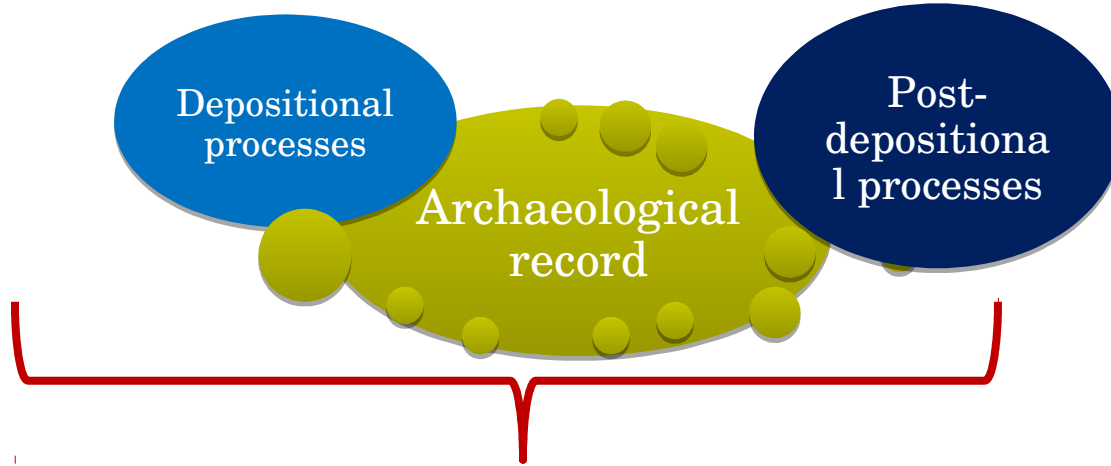 Depositional
processes
Archaeological
record
Post-
depositiona
l processes